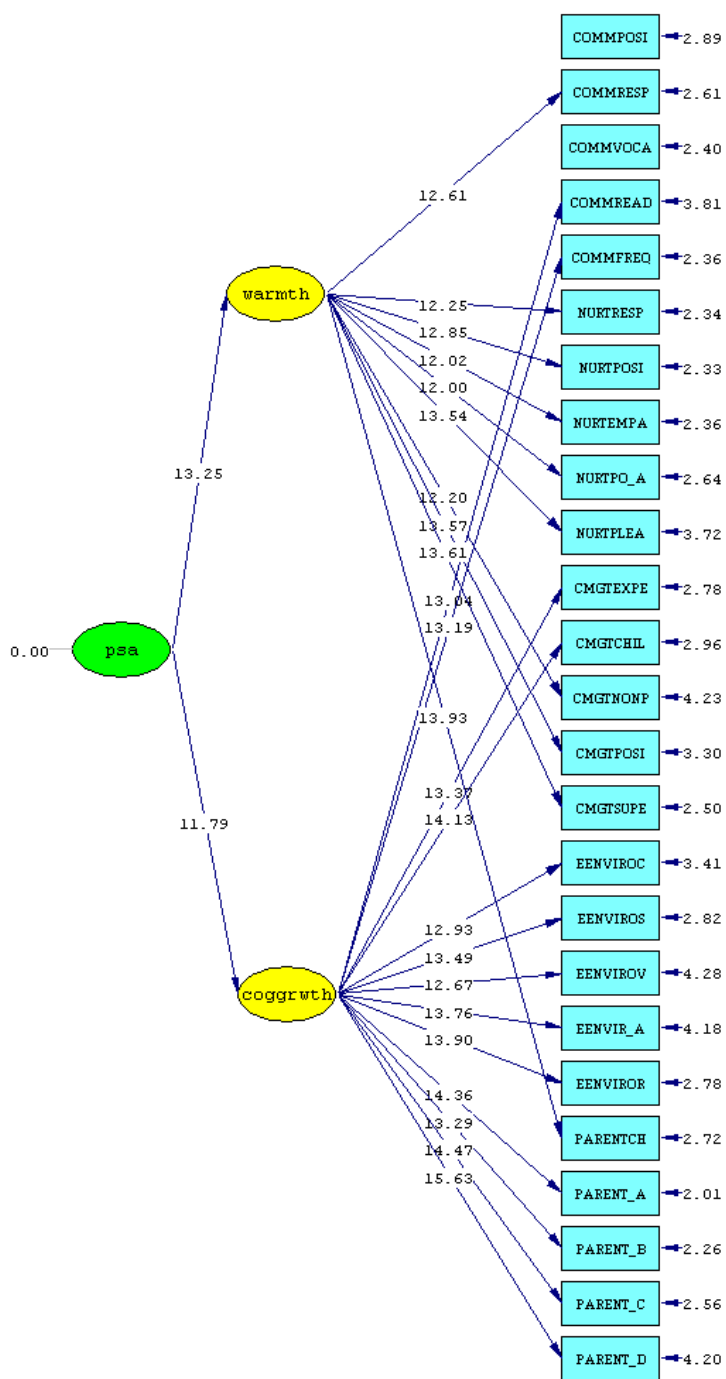 COMMPOSI 2.89
COMMRESP 2.61
COMMVOCA 2.40
12.61
COMMREAD 3.81
COMMFREQ 2.36
warmth
12.25
NURTRESP 2.34
12.85
NURTPOSI 2.33
12.02
12.00
13.54
NURTEMPA 2.36
13.25
NURTPO_A 2.64
12.20
13.57
NURTPLEA 3.72
13.61
CMGTEXPE 2.78
13.04
13.19
CMGTCHIL 2.96
0.00 psa
CMGTNONP 4.23
13.93
CMGTPOSI 3.30
13.37
CMGTSUPE 2.50
14.13
11.79
EENVIROC 3.41
EENVIROS 2.82
12.93
13.49
12.67
EENVIROV 4.28
coggrwth
13.76
EENVIR_A 4.18
13.90
EENVIROR 2.78
14.36
13.29
PARENTCH 2.72
14.47
15.63
PARENT_A 2.01
PARENT_B 2.26
PARENT_C 2.56
PARENT_D 4.20